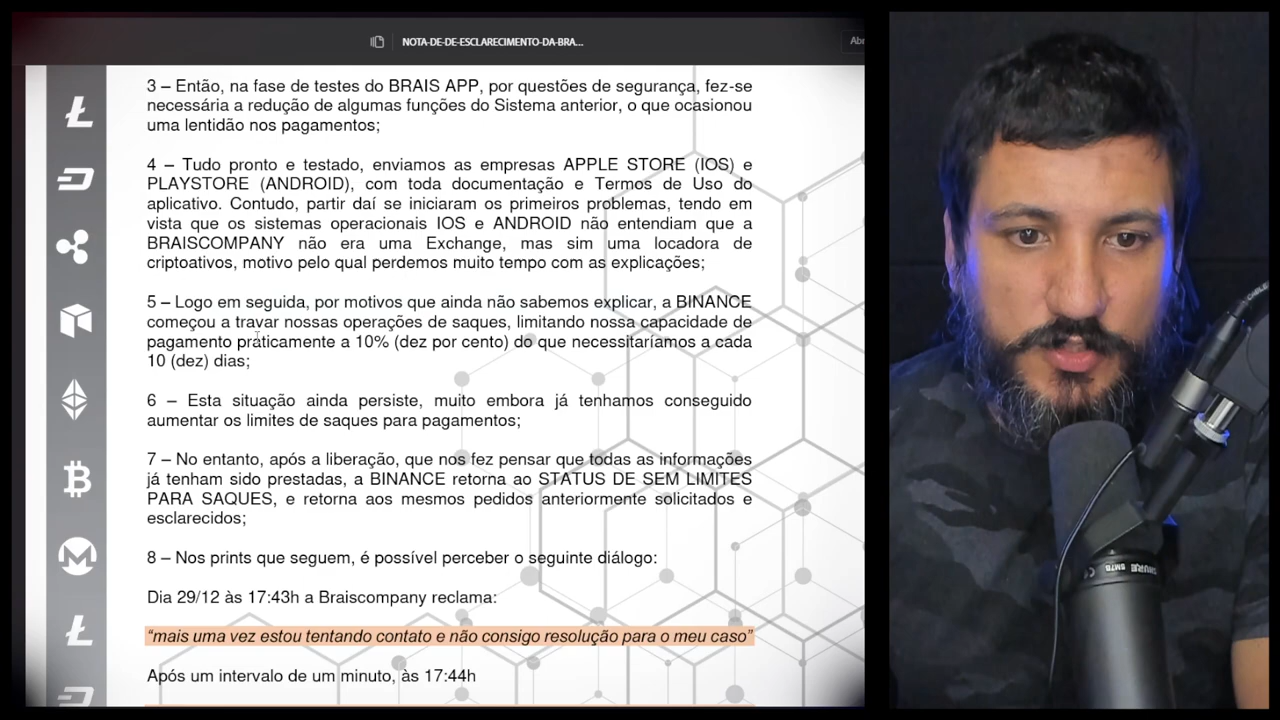 NOTA-DE-DE-ESCLARECIMENTO-DA-BRA...
Abr
3 – Então, na fase de testes do BRAIS APP, por questões de segurança, fez-se
necessária a redução de algumas funções do Sistema anterior, o que ocasionou
uma lentidão nos pagamentos;
4 – Tudo pronto e testado, enviamos as empresas APPLE STORE (IOS) e
PLAYSTORE (ANDROID), com toda documentação e Termos de Uso do
aplicativo. Contudo, partir daí se iniciaram os primeiros problemas, tendo em
vista que os sistemas operacionais IOS e ANDROID não entendiam que a
BRAISCOMPANY não era uma Exchange, mas sim uma locadora de
criptoativos, motivo pelo qual perdemos muito tempo com as explicações;
5 – Logo em seguida, por motivos que ainda não sabemos explicar, a BINANCE
começou a travar nossas operações de saques, limitando nossa capacidade de
pagamento praticamente a 10% (dez por cento) do que necessitaríamos a cada
10 (dez) dias;
6 – Esta situação ainda persiste, muito embora já tenhamos conseguido
aumentar os limites de saques para pagamentos;
7 – No entanto, após a liberação, que nos fez pensar que todas as informações
já tenham sido prestadas, a BINANCE retorna ao STATUS DE SEM LIMITES
PARA SAQUES, e retorna aos mesmos pedidos anteriormente solicitados e
esclarecidos;
8 – Nos prints que seguem, é possível perceber o seguinte diálogo:
Dia 29/12 às 17:43h a Braiscompany reclama:
“mais uma vez estou tentando contato e não consigo resolução para o meu caso”
Após um intervalo de um minuto, às 17:44h
SHURE SM7B